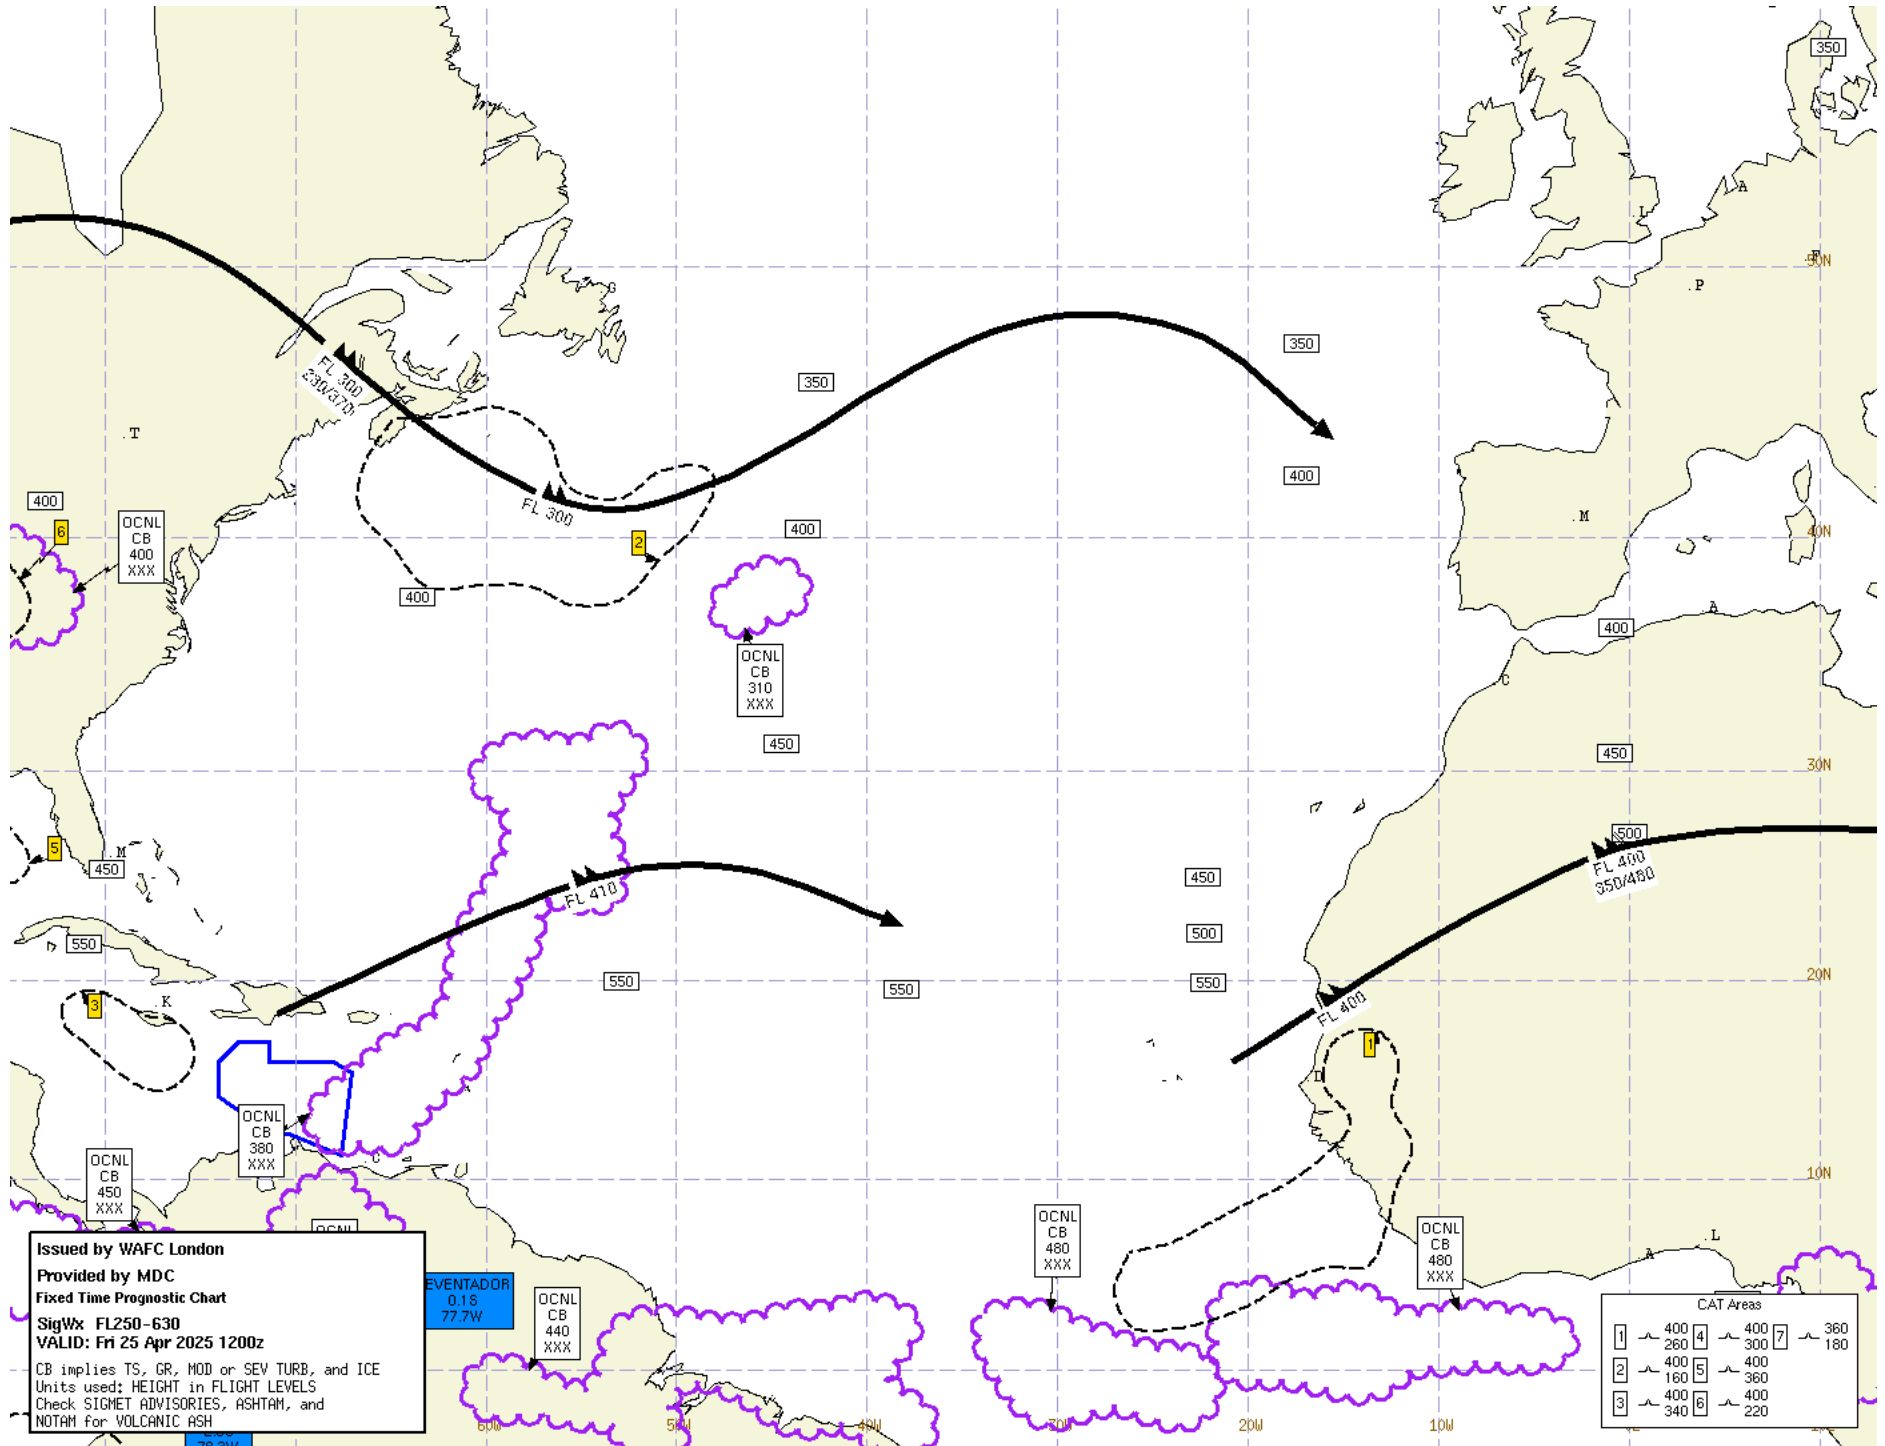 350
50N
F
A
L
G
P
350
FL 300
230/370
350
T
400
FL 300
400
M
40N
6
OCNL
CB
400
XXX
2
400
400
A
400
OCNL
CB
310
XXX
C
450
450
30N
500
FL 400
350/480
5
M
450
FL 410
450
500
550
550
550
550
20N
3
K
FL 400
1
D
OCNL
CB
380
XXX
C
OCNL
CB
450
XXX
10N
OCNL
CB
480
XXX
OCNL
CB
480
XXX
L
A
OCNL
Issued by WAFC London
Provided by MDC
Fixed Time Prognostic Chart
SigWx FL250-630
VALID: Fri 25 Apr 2025 1200z
CB implies TS, GR, MOD or SEV TURB, and ICE
Units used: HEIGHT in FLIGHT LEVELS
Check SIGMET ADVISORIES, ASHTAM, and
NOTAM for VOLCANIC ASH
EVENTADOR
0.1S
77.7W
OCNL
CB
440
XXX
CAT Areas
1 400 260 4 400 300 7 360 180
2 400 160 5 400 360
3 400 340 6 400 220
60W 50W 40W 30W 20W 10W